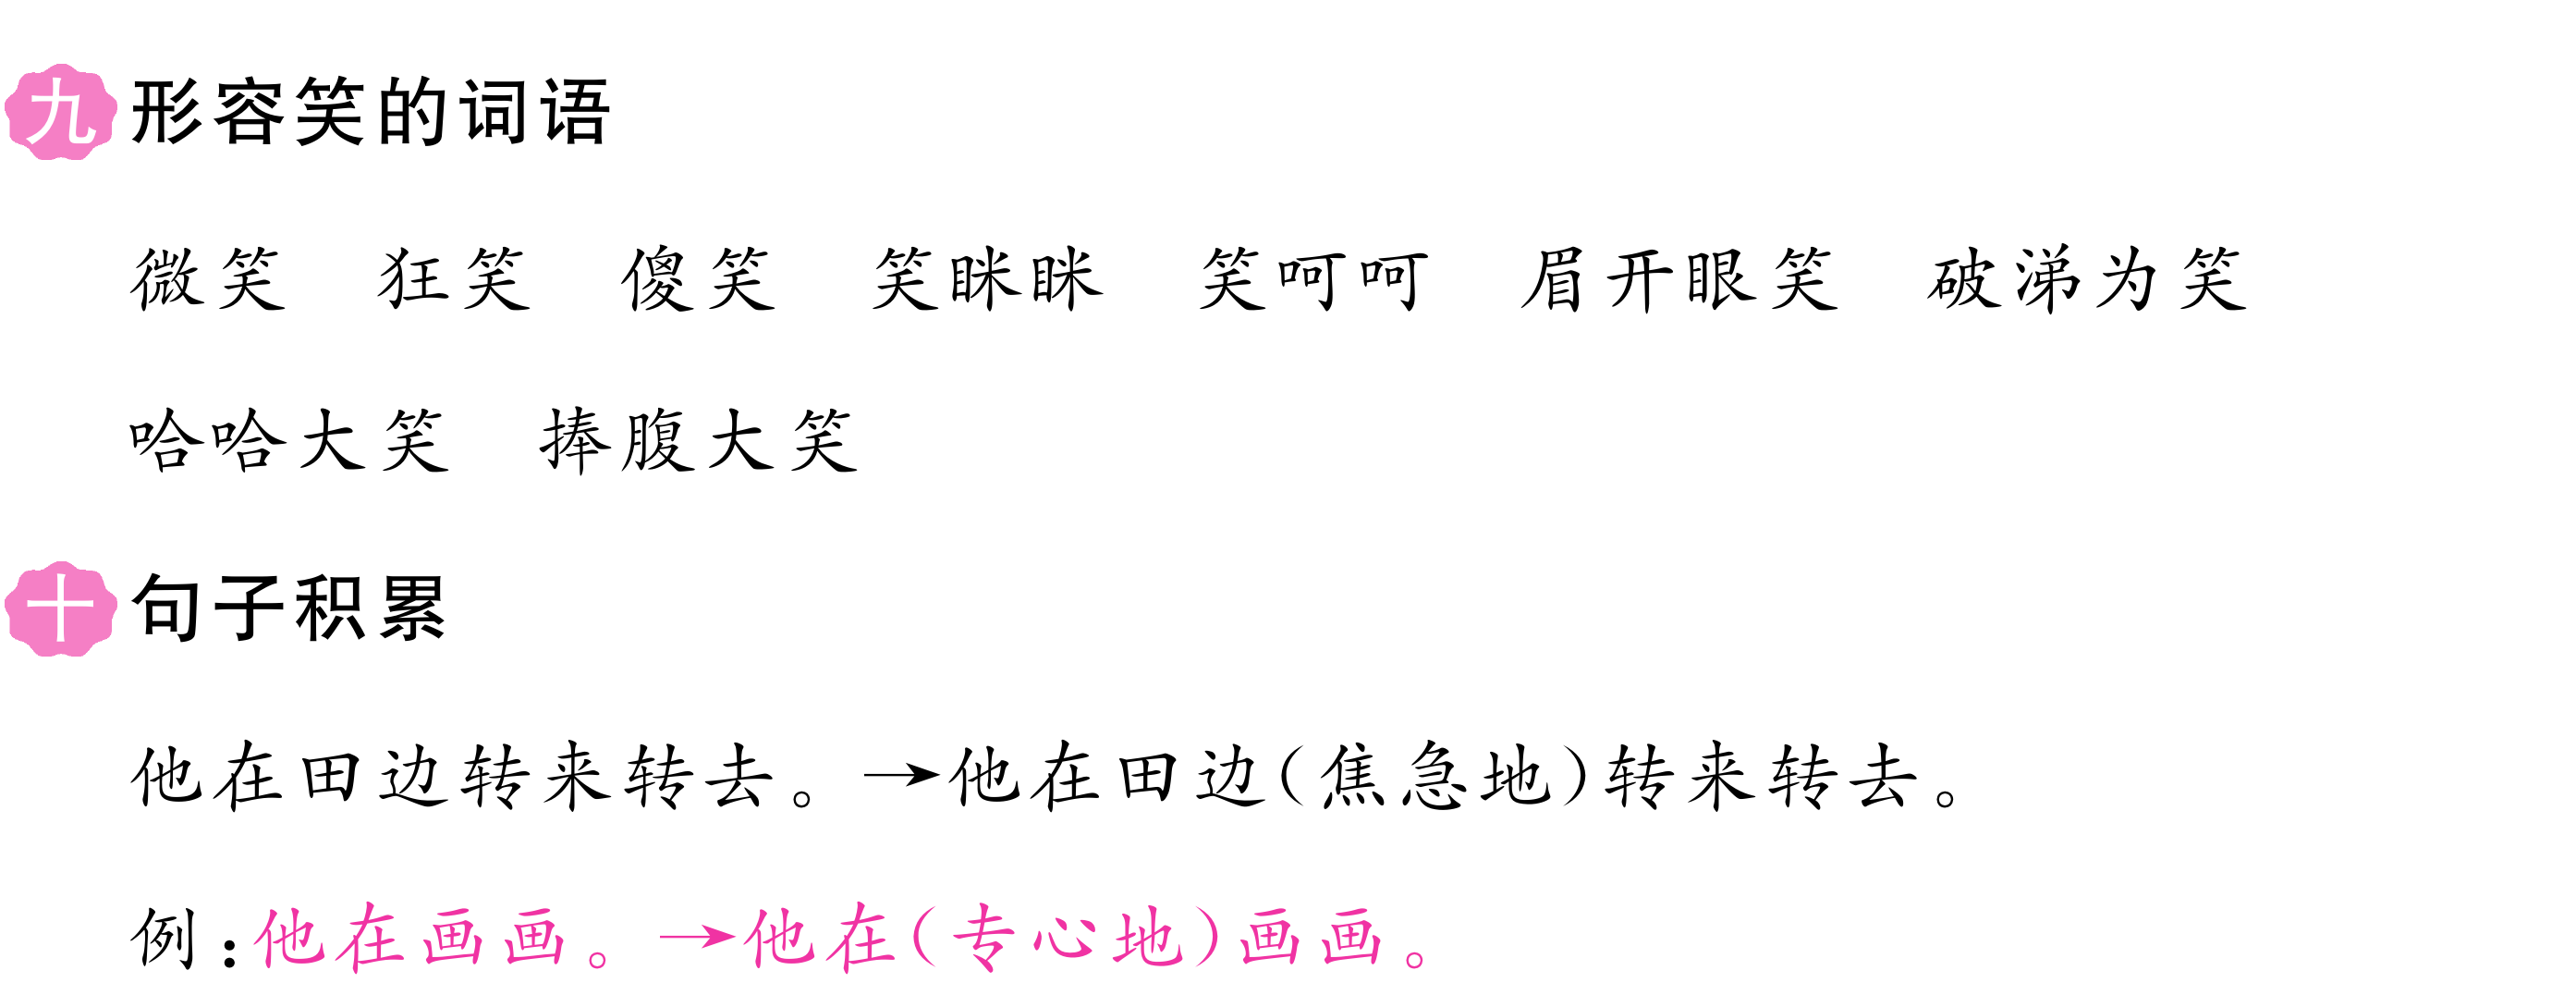 九 形容笑的词语
微笑 狂笑 傻笑 笑眯眯 笑呵呵 眉开眼笑 破涕为笑
哈哈大笑 捧腹大笑
十 句子积累
他在田边转来转去。→他在田边(焦急地)转来转去。
例:他在画画。→他在(专心地)画画。